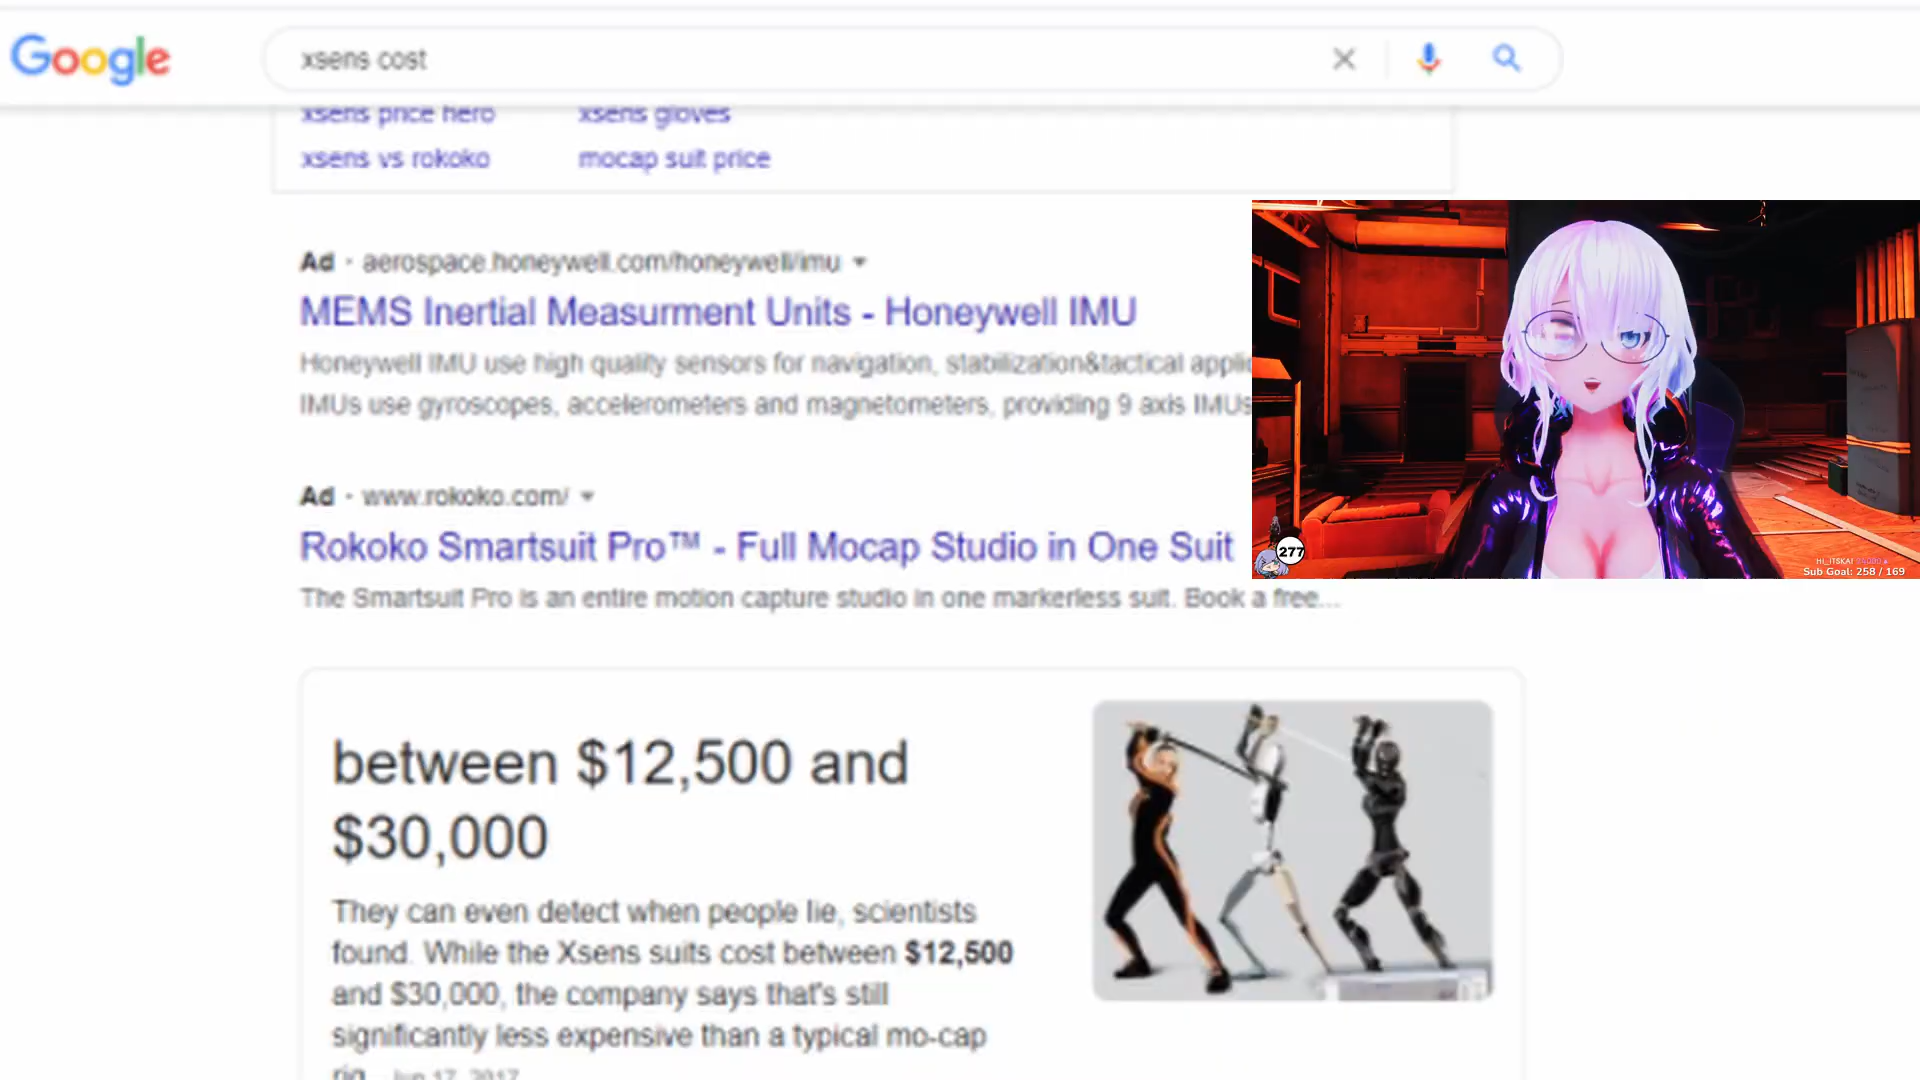 Google
xsens cost
xsens price hero
xsens gloves
xsens vs rokoko
mocap suit price
Ad · aerospace.honeywell.com/honeywell/imu
MEMS Inertial Measurment Units - Honeywell IMU
Honeywell IMU use high quality sensors for navigation, stabilization&tactical
IMUs use gyroscopes, accelerometers and magnetometers, providing 9 axis IMUs
Ad · www.rokoko.com/
Rokoko Smartsuit Pro™ - Full Mocap Studio in One Suit
The Smartsuit Pro is an entire motion capture studio in one markerless suit. Book a free...
277
HI_ITSKAI
Sub Goal: 258 / 169
between $12,500 and
$30,000
They can even detect when people lie, scientists
found. While the Xsens suits cost between $12,500
and $30,000, the company says that's still
significantly less expensive than a typical mo-cap
rig. Jun 17, 2017